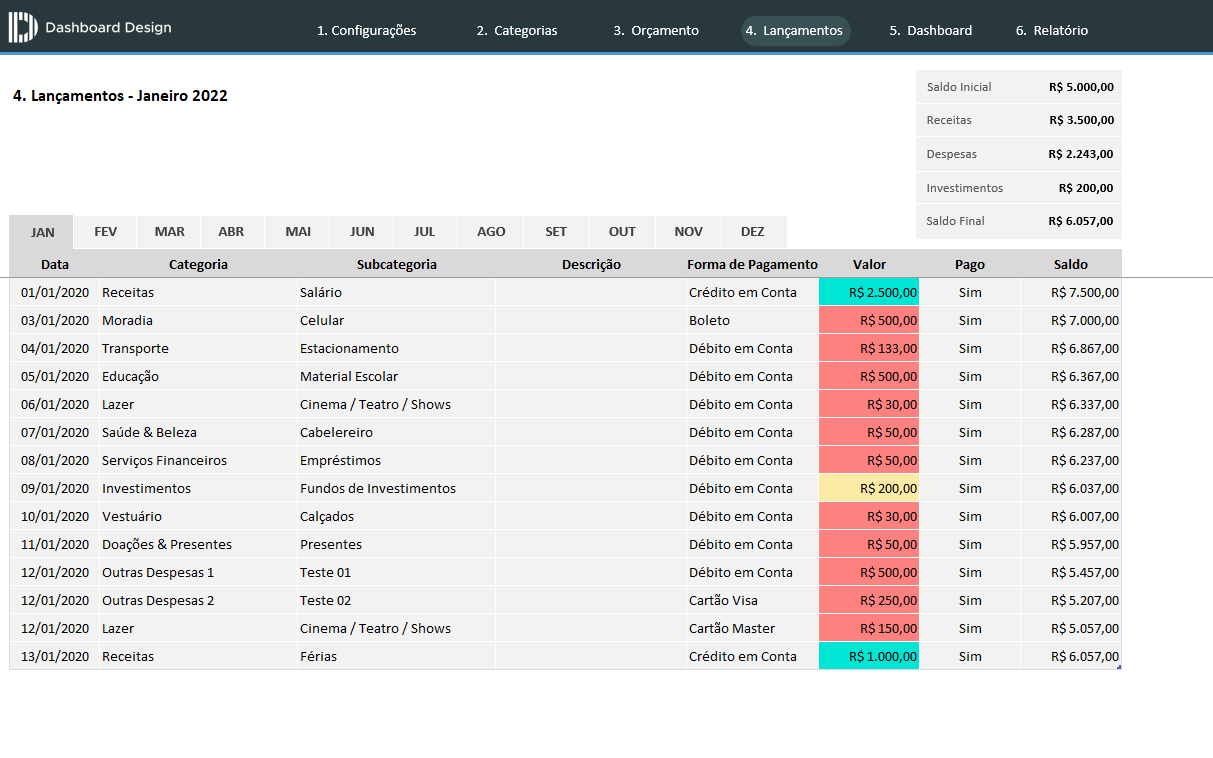 Dashboard Design 1. Configurações 2. Categorias 3. Orçamento 4. Lançamentos 5. Dashboard 6. Relatório
4. Lançamentos - Janeiro 2022
Saldo Inicial R$ 5.000,00
Receitas R$ 3.500,00
Despesas R$ 2.243,00
Investimentos R$ 200,00
Saldo Final R$ 6.057,00
JAN FEV MAR ABR MAI JUN JUL AGO SET OUT NOV DEZ
Data Categoria Subcategoria Descrição Forma de Pagamento Valor Pago Saldo
01/01/2020 Receitas Salário Crédito em Conta R$ 2.500,00 Sim R$ 7.500,00
03/01/2020 Moradia Celular Boleto R$ 500,00 Sim R$ 7.000,00
04/01/2020 Transporte Estacionamento Débito em Conta R$ 133,00 Sim R$ 6.867,00
05/01/2020 Educação Material Escolar Débito em Conta R$ 500,00 Sim R$ 6.367,00
06/01/2020 Lazer Cinema / Teatro / Shows Débito em Conta R$ 30,00 Sim R$ 6.337,00
07/01/2020 Saúde & Beleza Cabelereiro Débito em Conta R$ 50,00 Sim R$ 6.287,00
08/01/2020 Serviços Financeiros Empréstimos Débito em Conta R$ 50,00 Sim R$ 6.237,00
09/01/2020 Investimentos Fundos de Investimentos Débito em Conta R$ 200,00 Sim R$ 6.037,00
10/01/2020 Vestuário Calçados Débito em Conta R$ 30,00 Sim R$ 6.007,00
11/01/2020 Doações & Presentes Presentes Débito em Conta R$ 50,00 Sim R$ 5.957,00
12/01/2020 Outras Despesas 1 Teste 01 Débito em Conta R$ 500,00 Sim R$ 5.457,00
12/01/2020 Outras Despesas 2 Teste 02 Cartão Visa R$ 250,00 Sim R$ 5.207,00
12/01/2020 Lazer Cinema / Teatro / Shows Cartão Master R$ 150,00 Sim R$ 5.057,00
13/01/2020 Receitas Férias Crédito em Conta R$ 1.000,00 Sim R$ 6.057,00